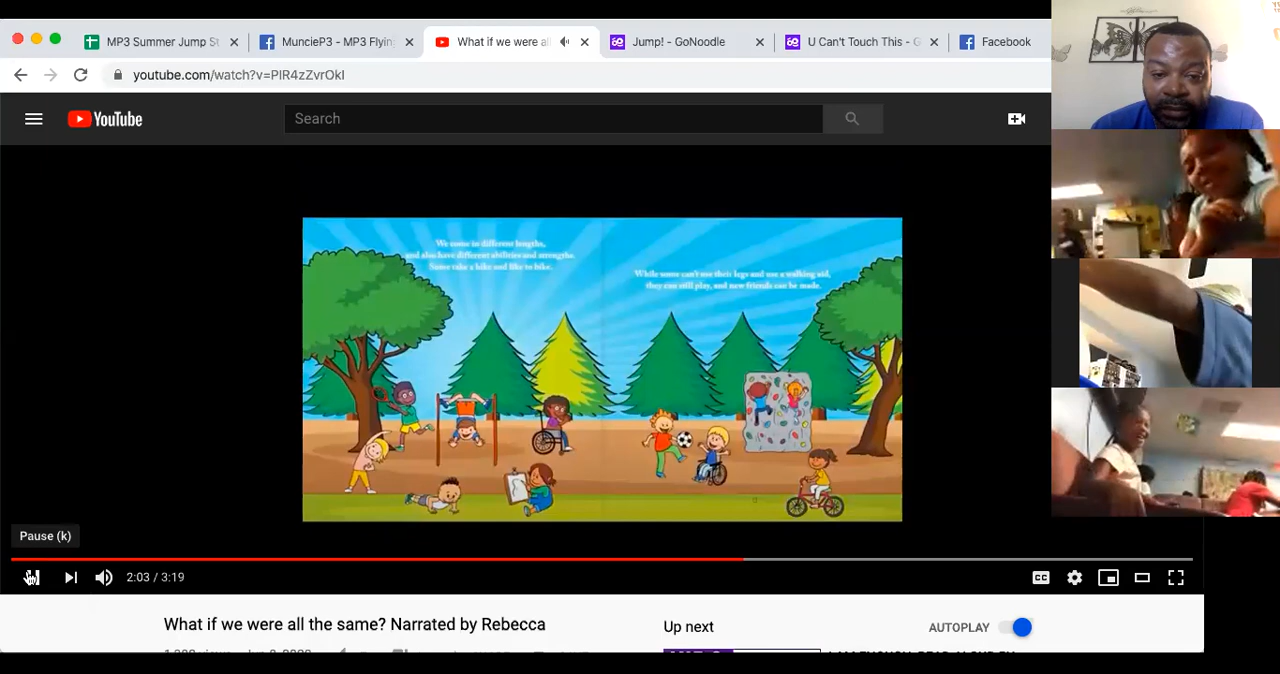 MP3 Summer Jump St
MuncieP3 - MP3 Flying
What if we were all
Jump! - GoNoodle
U Can't Touch This - G
Facebook
youtube.com/watch?v=PlR4zZvrOkI
YouTube
Search
We come in different lengths,
and also have different abilities and strengths.
Some take a hike and like to bike.
While some can't use their legs and use a walking aid,
they can still play, and new friends can be made.
Pause (k)
2:03 / 3:19
CC
What if we were all the same? Narrated by Rebecca
Up next
AUTOPLAY